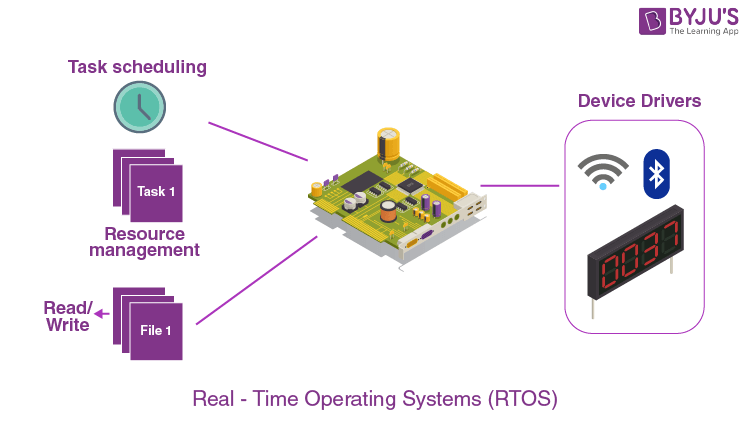 BYJU'S
The Learning App
Task scheduling
Device Drivers
Task 1
Resource
management
0037
Read/
Write
File 1
Real - Time Operating Systems (RTOS)